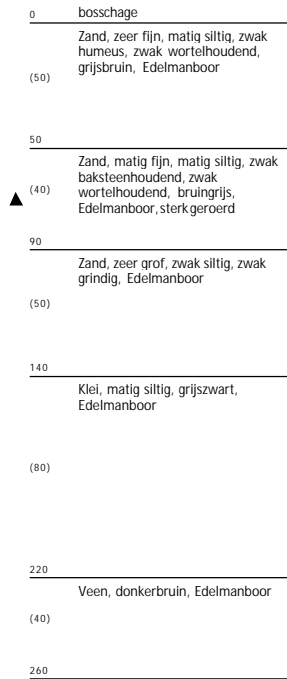 0 bosschage
Zand, zeer fijn, matig siltig, zwak
humeus, zwak wortelhoudend,
grijsbruin, Edelmanboor
(50)
50
Zand, matig fijn, matig siltig, zwak
baksteenhoudend, zwak
(40) wortelhoudend, bruingrijs,
Edelmanboor, sterk geroerd
90
Zand, zeer grof, zwak siltig, zwak
grindig, Edelmanboor
(50)
140
Klei, matig siltig, grijszwart,
Edelmanboor
(80)
220
Veen, donkerbruin, Edelmanboor
(40)
260